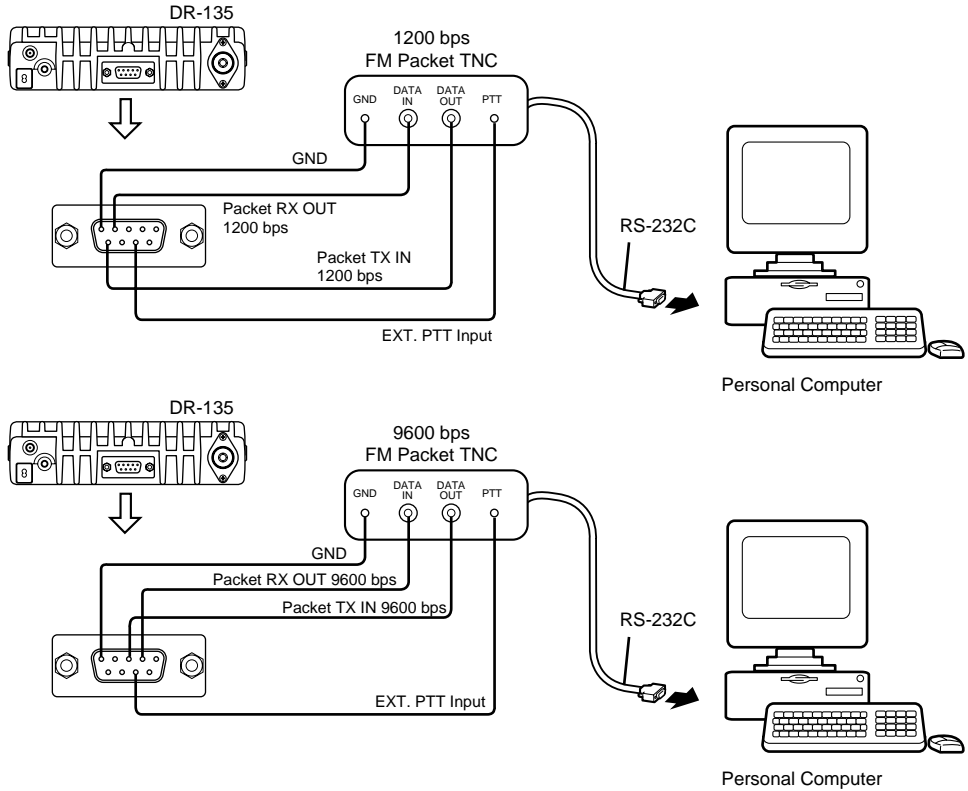 DR-135
1200 bps
FM Packet TNC
GND
DATA
IN
DATA
OUT
PTT
GND
Packet RX OUT
1200 bps
Packet TX IN
1200 bps
EXT. PTT Input
RS-232C
Personal Computer
DR-135
9600 bps
FM Packet TNC
GND
DATA
IN
DATA
OUT
PTT
GND
Packet RX OUT 9600 bps
Packet TX IN 9600 bps
EXT. PTT Input
RS-232C
Personal Computer